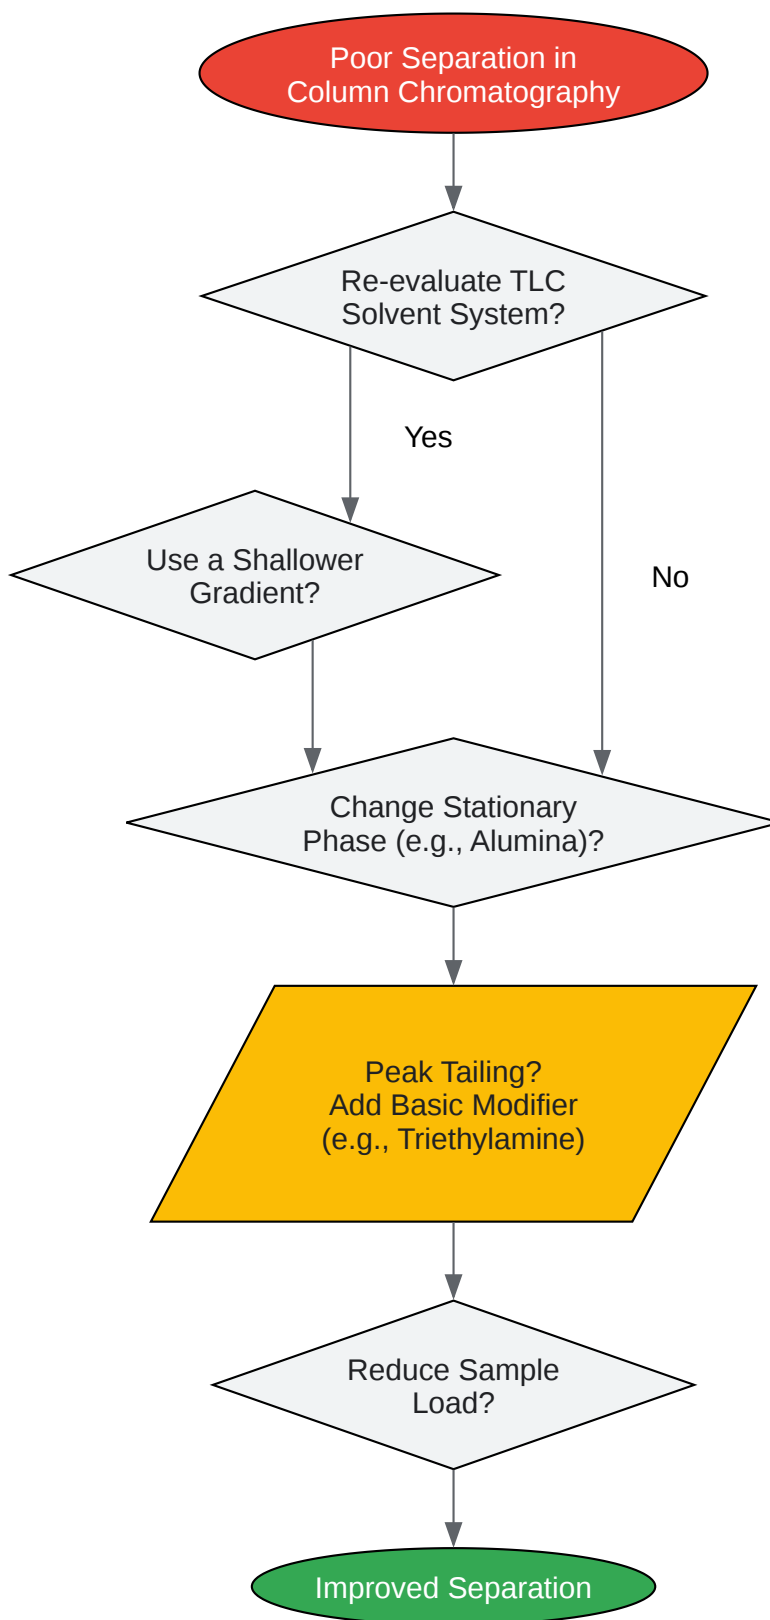 Poor Separation in
Column Chromatography
Re-evaluate TLC
Solvent System?
Yes
Use a Shallower
Gradient?
No
Change Stationary
Phase (e.g., Alumina)?
Peak Tailing?
Add Basic Modifier
(e.g., Triethylamine)
Reduce Sample
Load?
Improved Separation